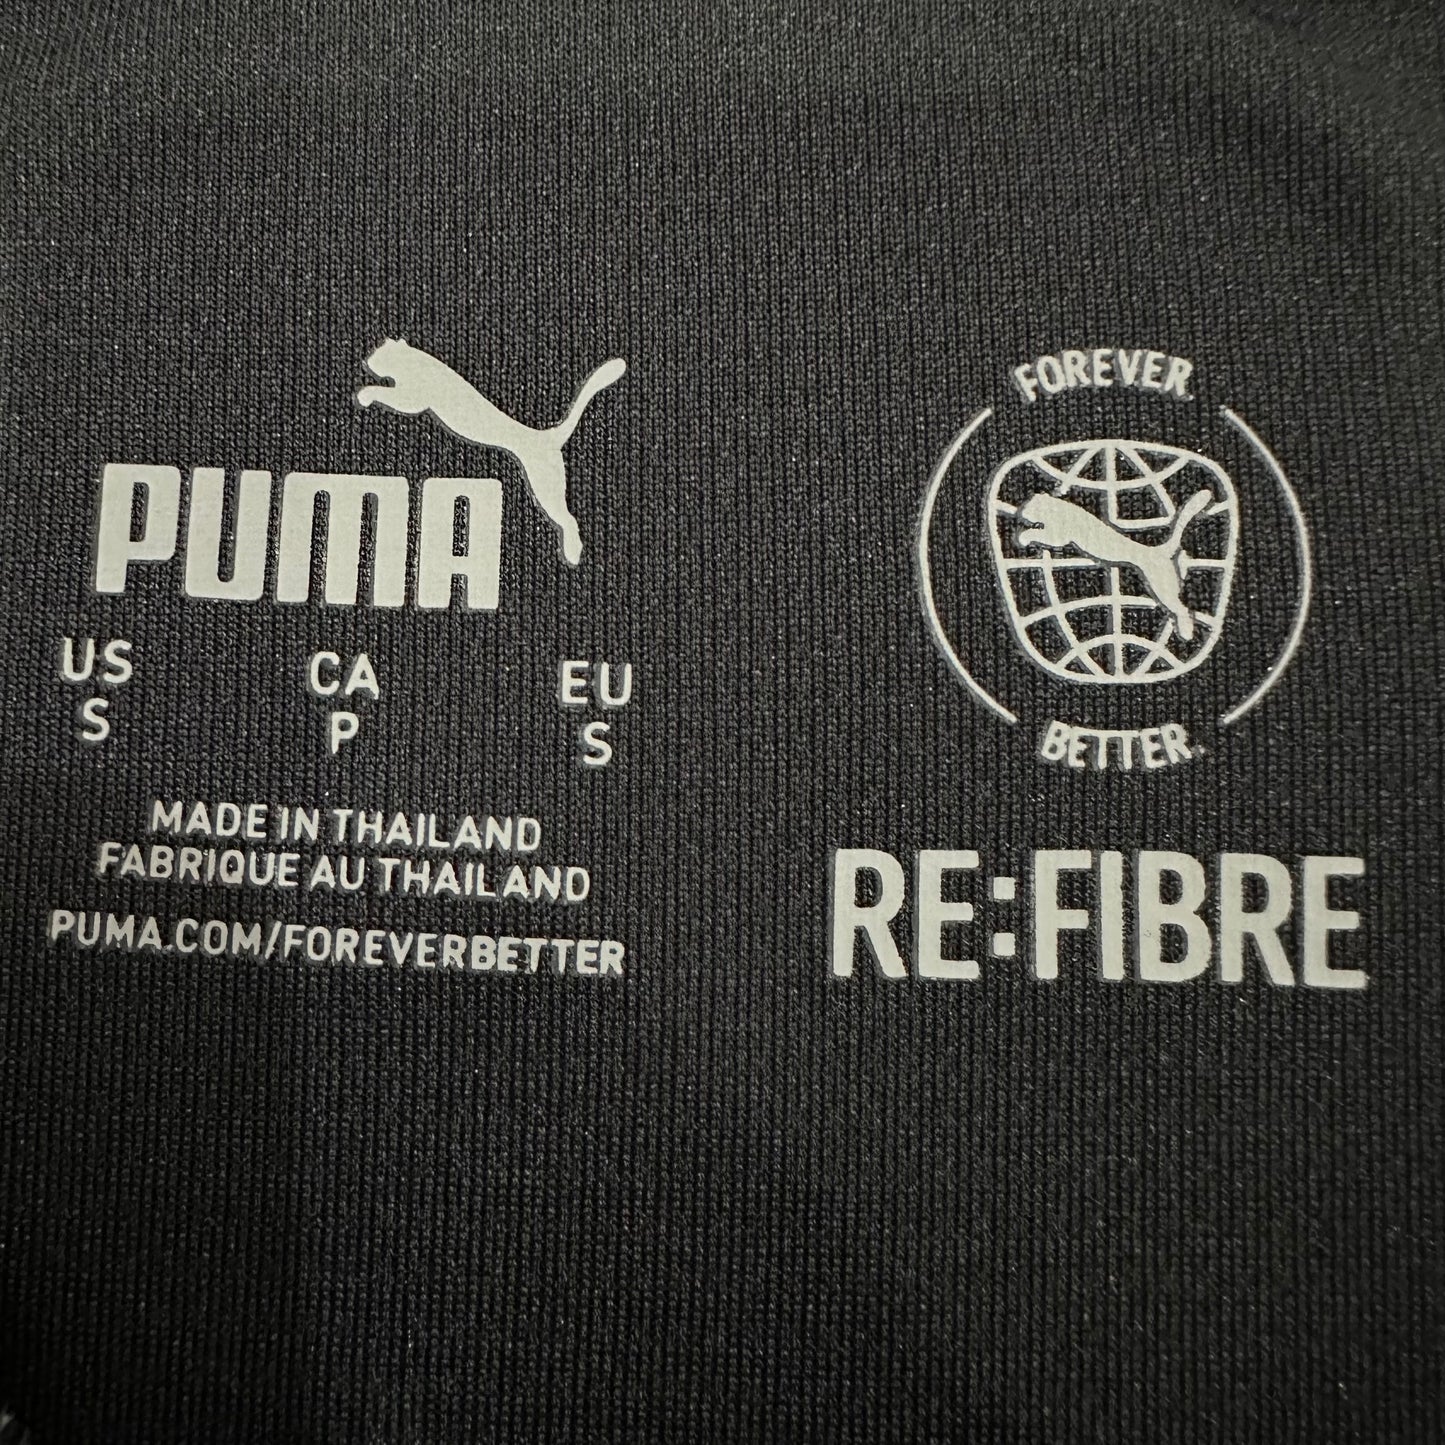 PUMA
US CA EU
S P S
MADE IN THAILAND
FABRIQUE AU THAILAND
PUMA.COM/FOREVERBETTER
FOREVER.
BETTER.
RE:FIBRE